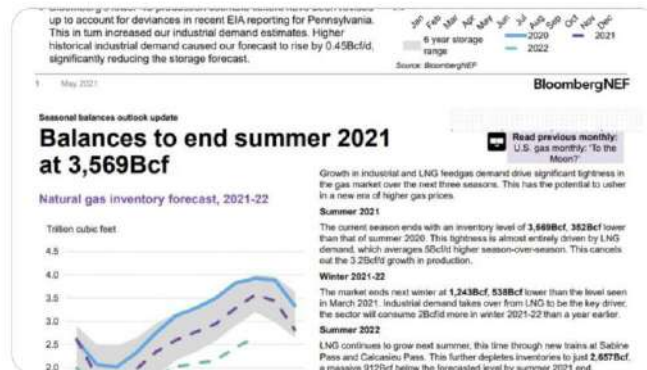 up to account for deviances in recent EIA reporting for Pennsylvania.
This in turn increased our industrial demand estimates. Higher
historical industrial demand caused our forecast to rise by 0.45Bcf/d,
significantly reducing the storage forecast.
Jan Feb Mar Apr May Jun Jul Aug Sep Oct Nov Dec
6 year storage
range
2020
2021
2022
Source: BloombergNEF
1 May 2021
BloombergNEF
Seasonal balances outlook update
Balances to end summer 2021
at 3,569Bcf
Natural gas inventory forecast, 2021-22
Trillion cubic feet
4.5
4.0
3.5
3.0
2.5
2.0
Read previous monthly:
U.S. gas monthly: 'To the
Moon?'
Growth in industrial and LNG feedgas demand drive significant tightness in
the gas market over the next three seasons. This has the potential to usher
in a new era of higher gas prices.
Summer 2021
The current season ends with an inventory level of 3,569Bcf, 352Bcf lower
than that of summer 2020. This tightness is almost entirely driven by LNG
demand, which averages 5Bcf/d higher season-over-season. This cancels
out the 3.2Bcf/d growth in production.
Winter 2021-22
The market ends next winter at 1,243Bcf, 538Bcf lower than the level seen
in March 2021. Industrial demand takes over from LNG to be the key driver,
the sector will consume 2Bcf/d more in winter 2021-22 than a year earlier.
Summer 2022
LNG continues to grow next summer, this time through new trains at Sabine
Pass and Calcasieu Pass. This further depletes inventories to just 2,657Bcf,
a massive 912Bcf below the forecasted level by summer 2021 end.